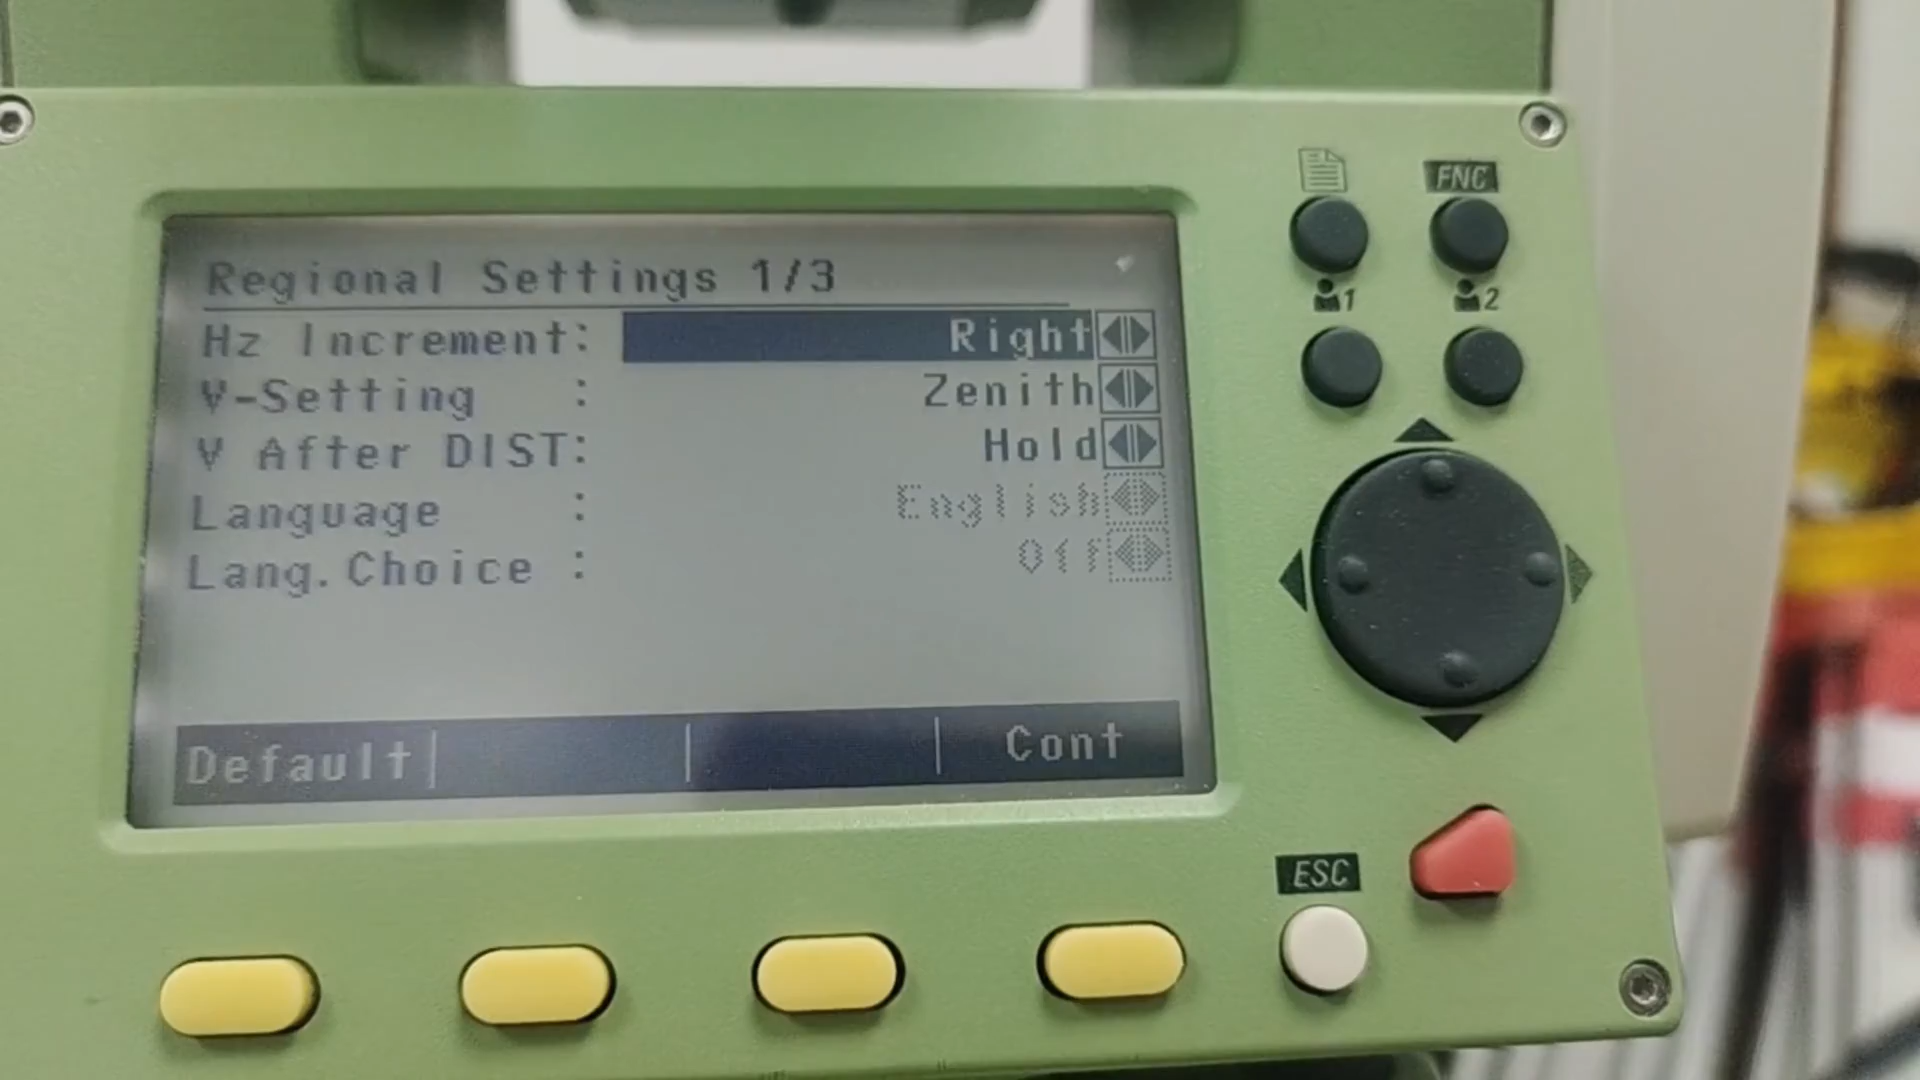 Regional Settings 1/3
Hz Increment: Right
V-Setting : Zenith
V After DIST: Hold
Language : English
Lang.Choice : Off
Default Cont
FNC
1 2
ESC